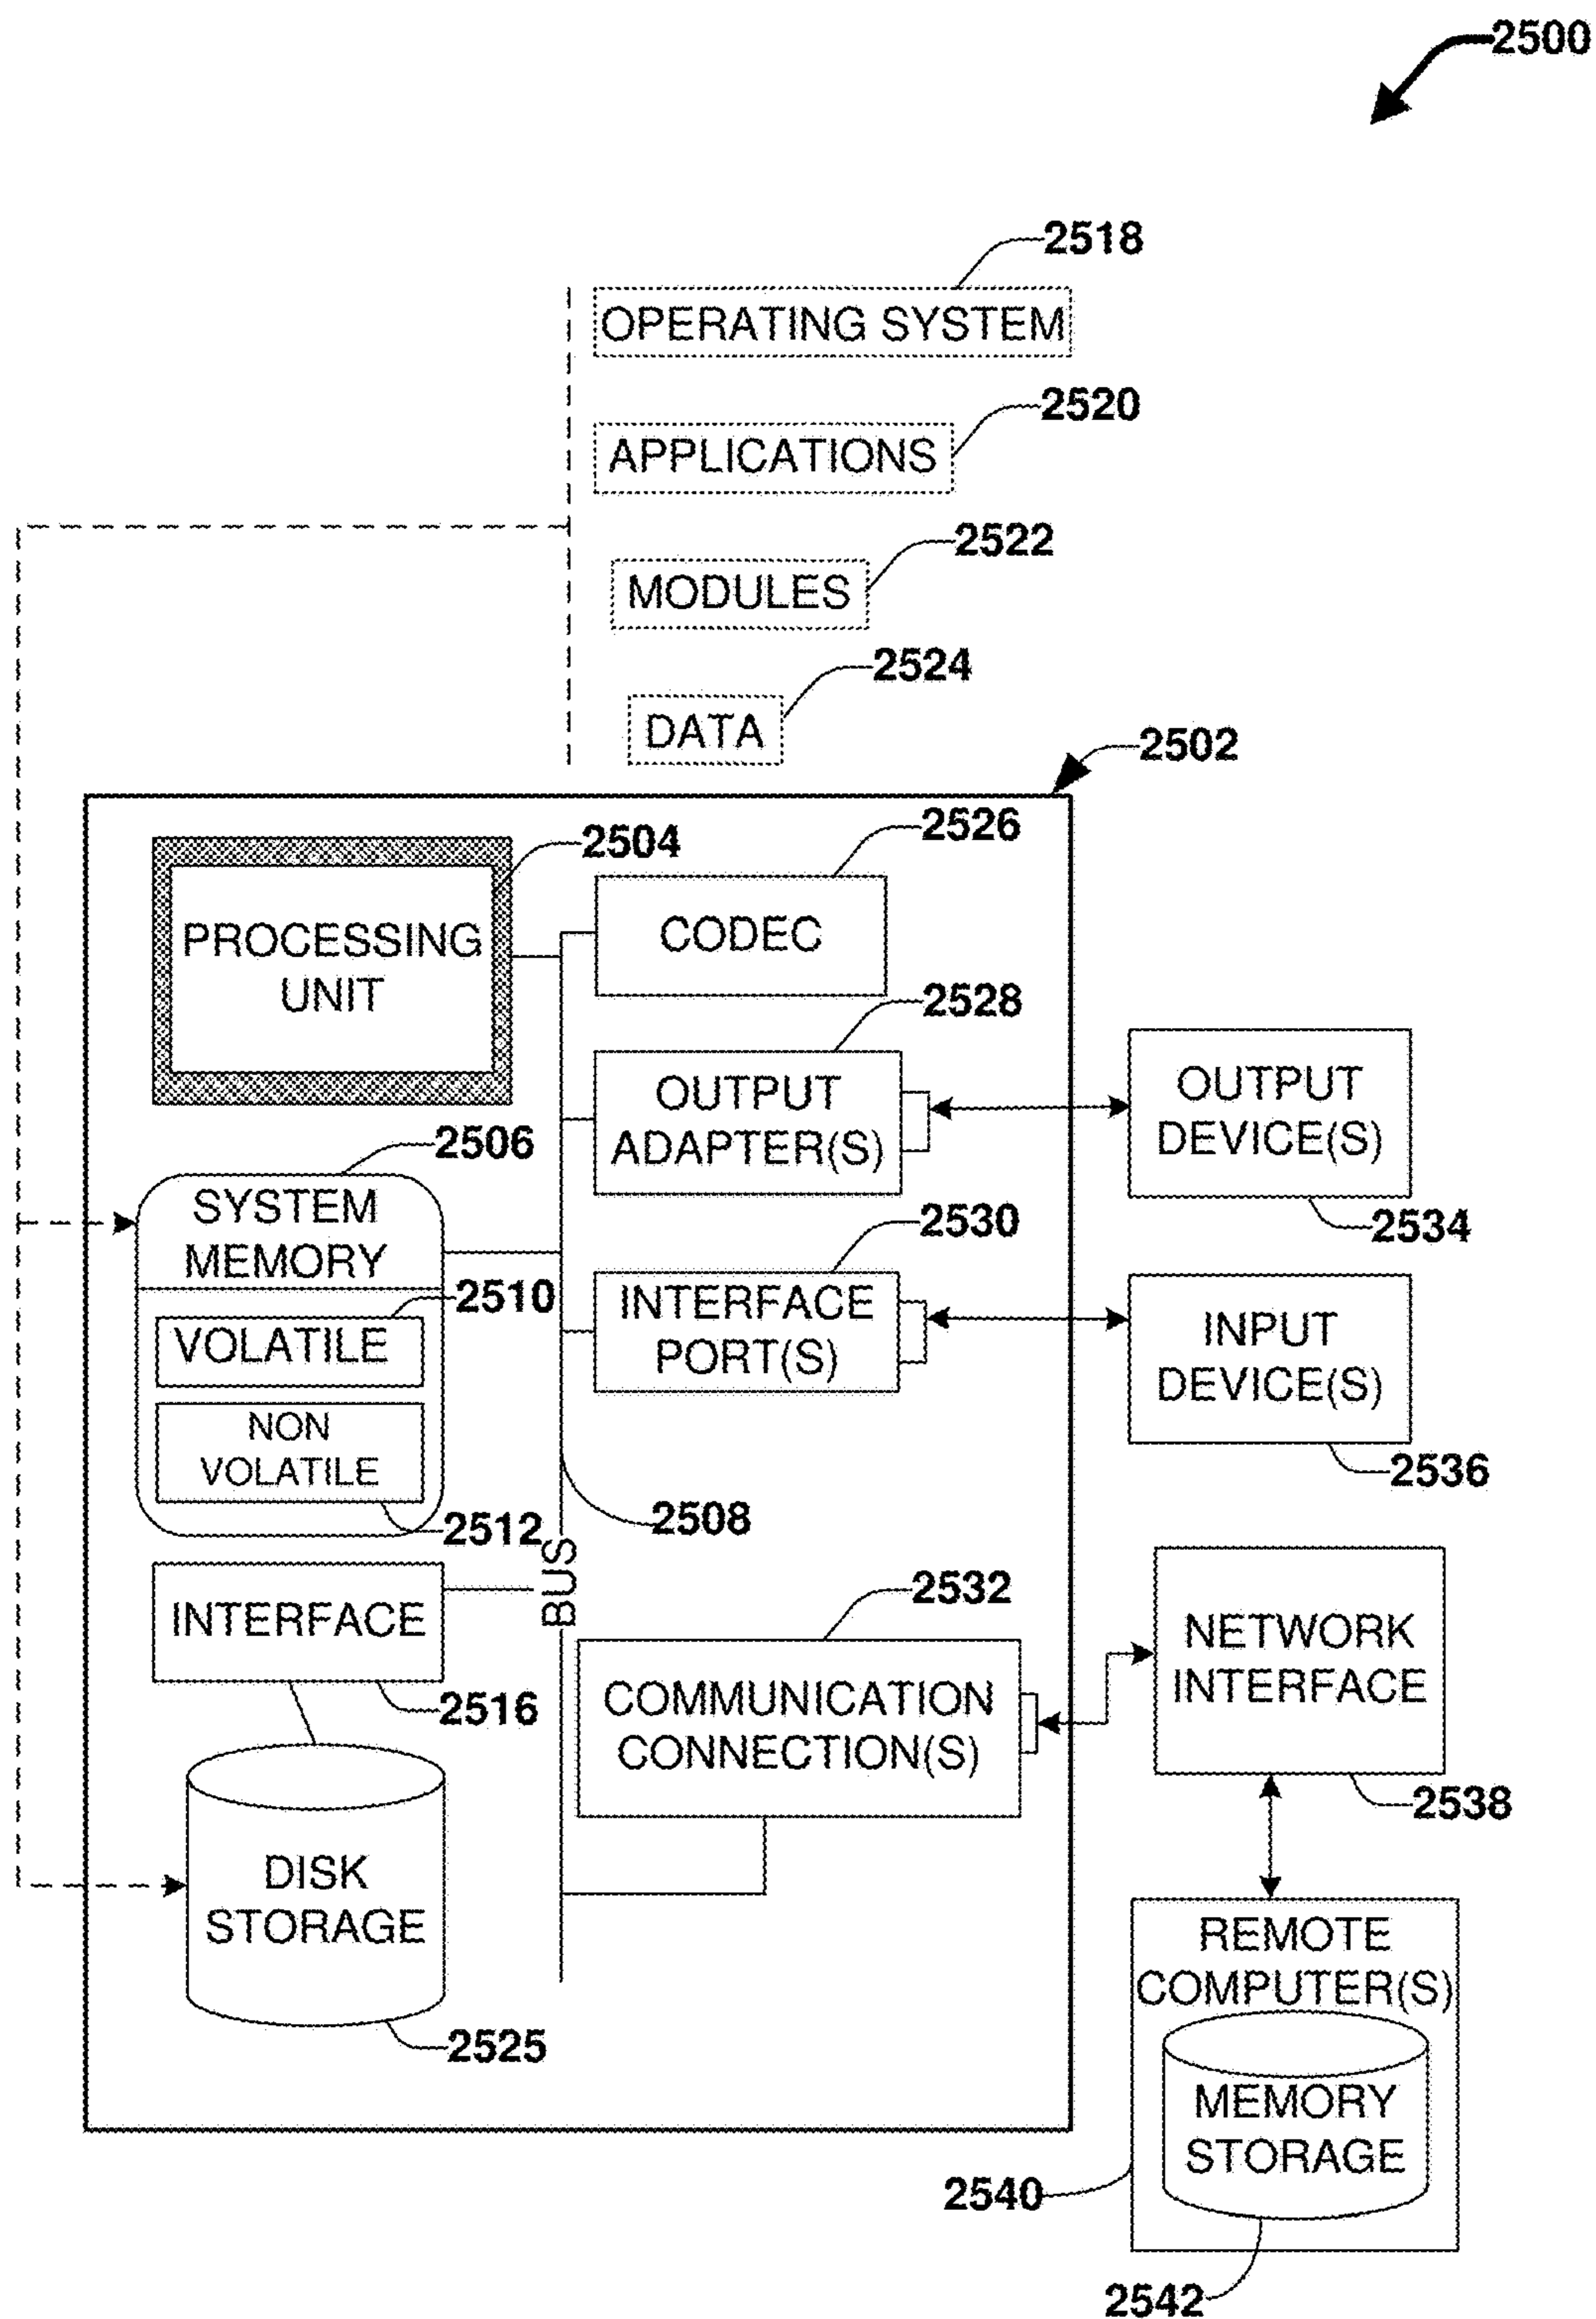 2500
2518
OPERATING SYSTEM
2520
APPLICATIONS
2522
MODULES
2524
DATA
2502
2504
PROCESSING
UNIT
2526
CODEC
2528
OUTPUT
ADAPTER(S)
OUTPUT
DEVICE(S)
2534
2506
SYSTEM
MEMORY
2510
VOLATILE
NON
VOLATILE
2512
2530
INTERFACE
PORT(S)
INPUT
DEVICE(S)
2536
2508
BUS
INTERFACE
2516
2532
COMMUNICATION
CONNECTION(S)
NETWORK
INTERFACE
2538
DISK
STORAGE
2525
REMOTE
COMPUTER(S)
MEMORY
STORAGE
2540
2542